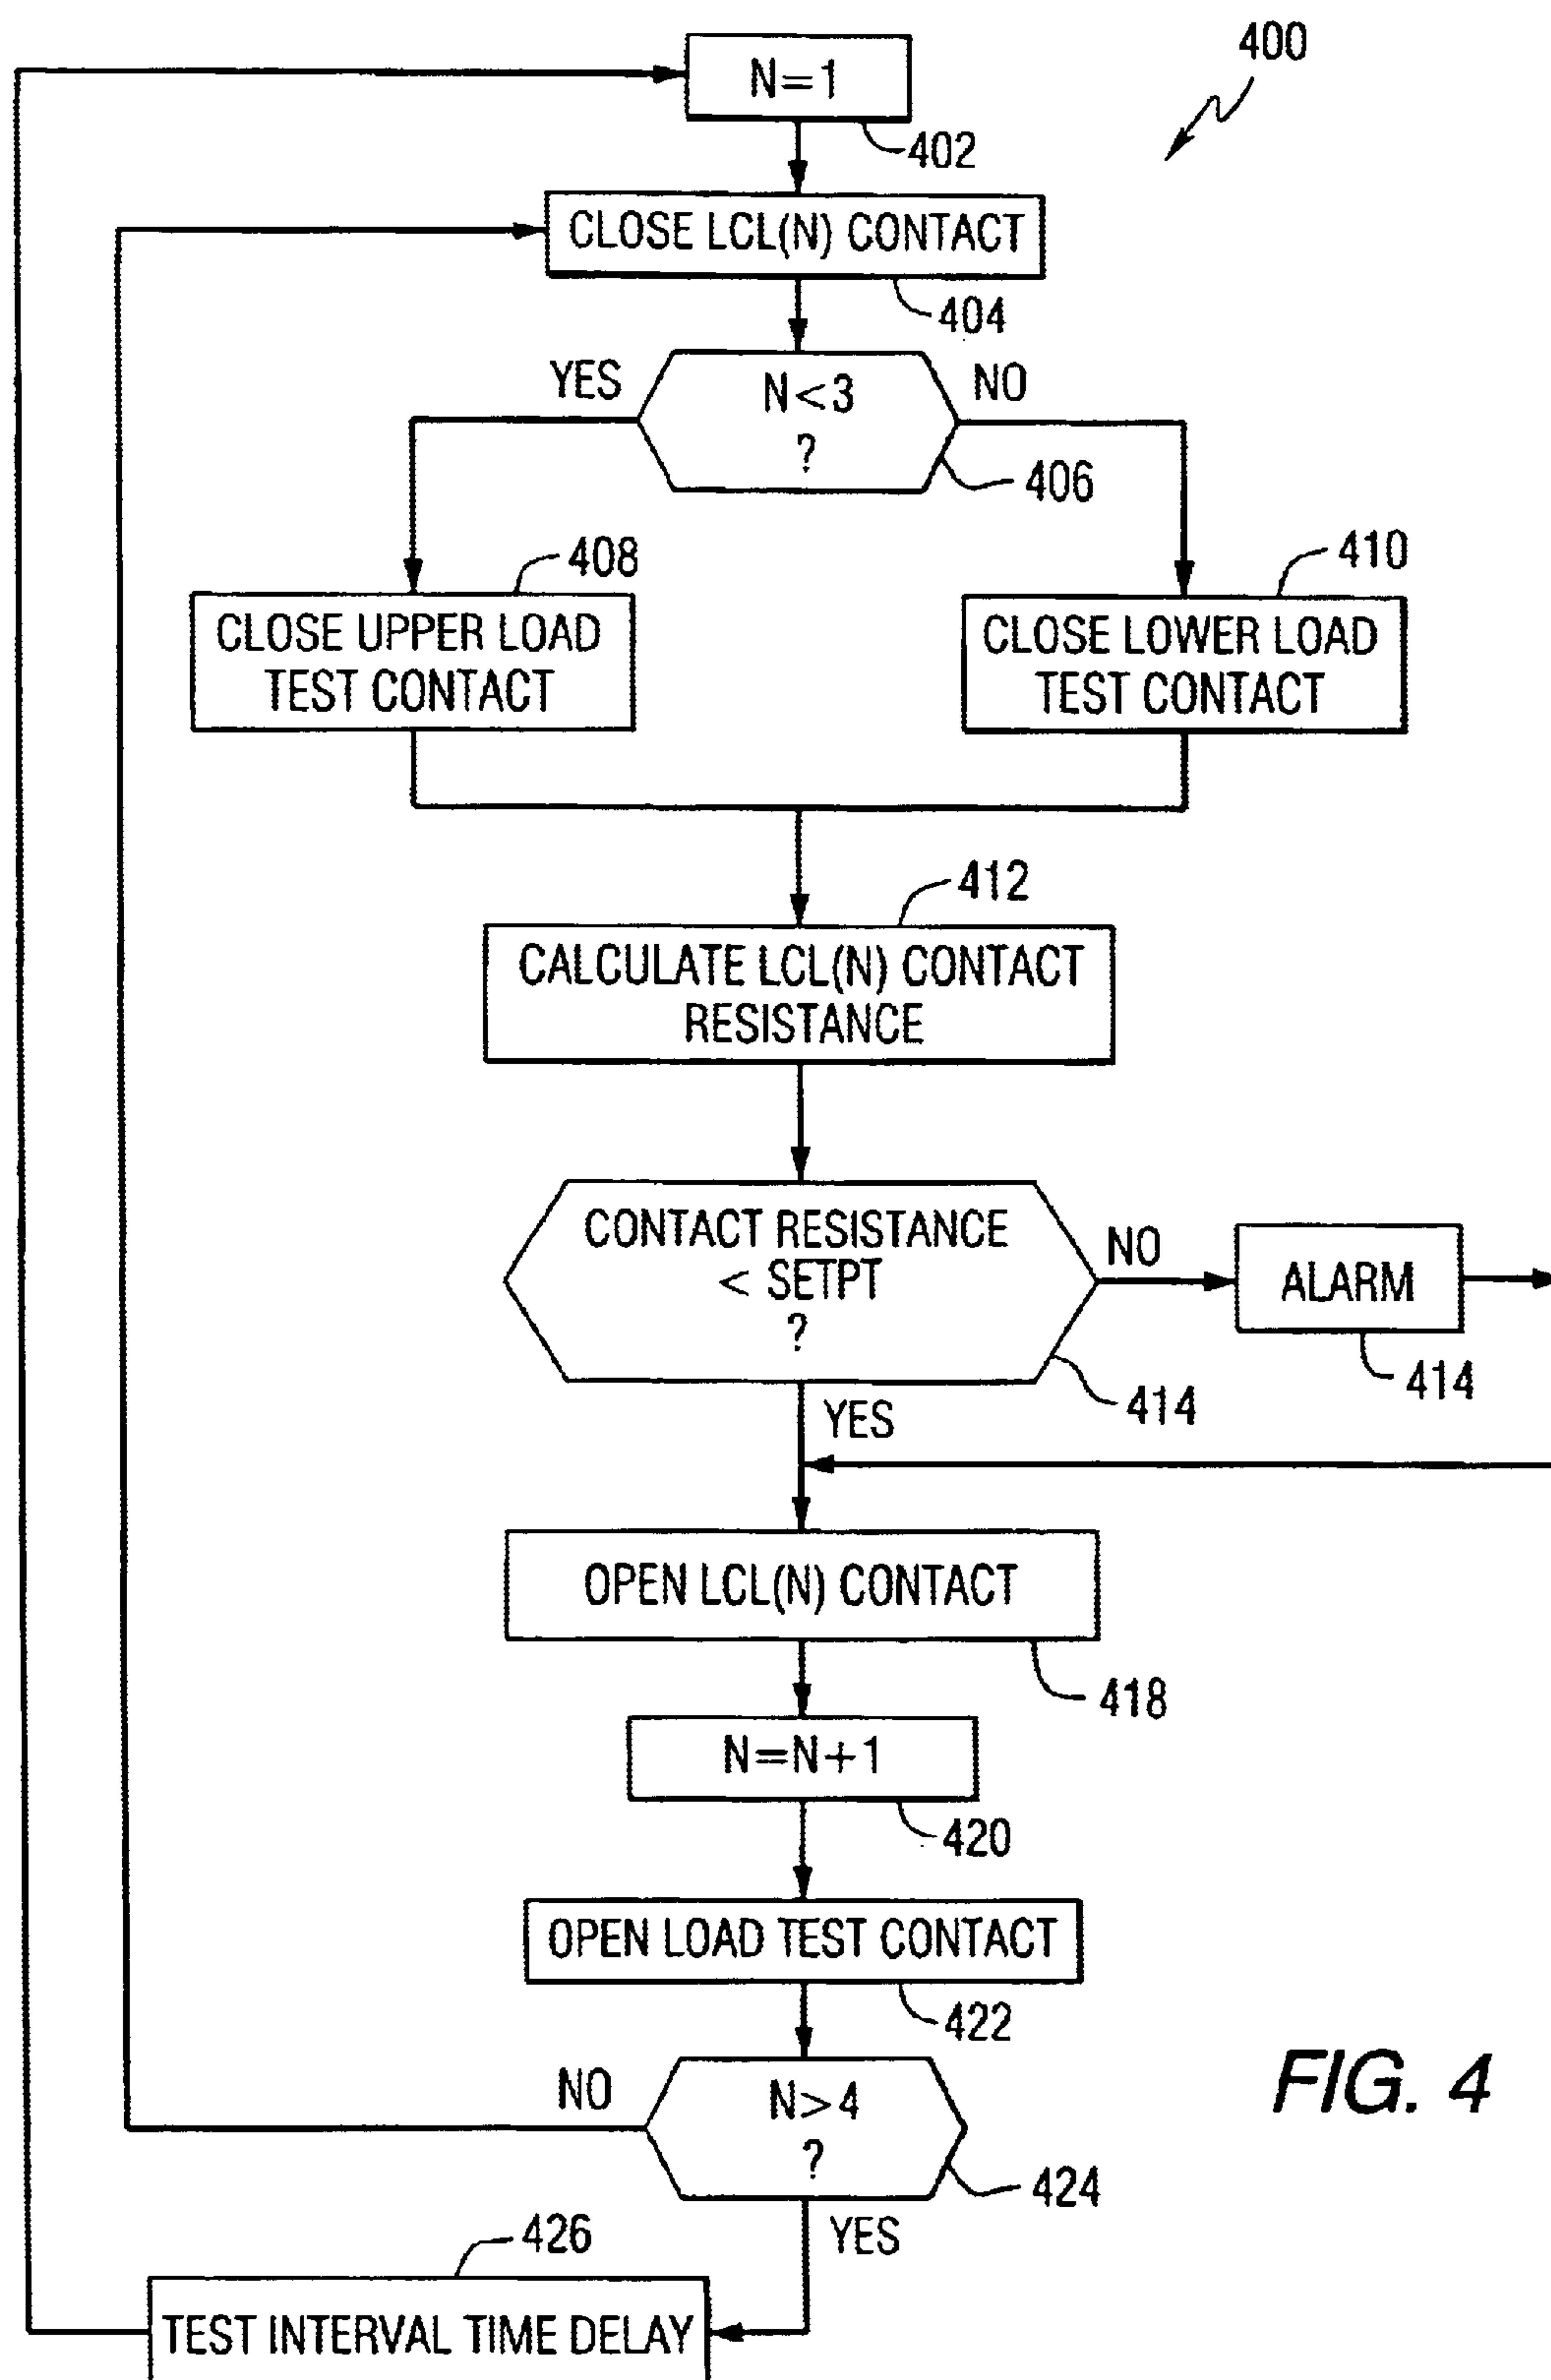 400
N=1
402
CLOSE LCL(N) CONTACT
404
YES
N<3
?
NO
406
408
CLOSE UPPER LOAD
TEST CONTACT
410
CLOSE LOWER LOAD
TEST CONTACT
412
CALCULATE LCL(N) CONTACT
RESISTANCE
CONTACT RESISTANCE
< SETPT
?
NO
ALARM
414
414
YES
OPEN LCL(N) CONTACT
418
N=N+1
420
OPEN LOAD TEST CONTACT
422
NO
N>4
?
424
YES
426
TEST INTERVAL TIME DELAY
FIG. 4